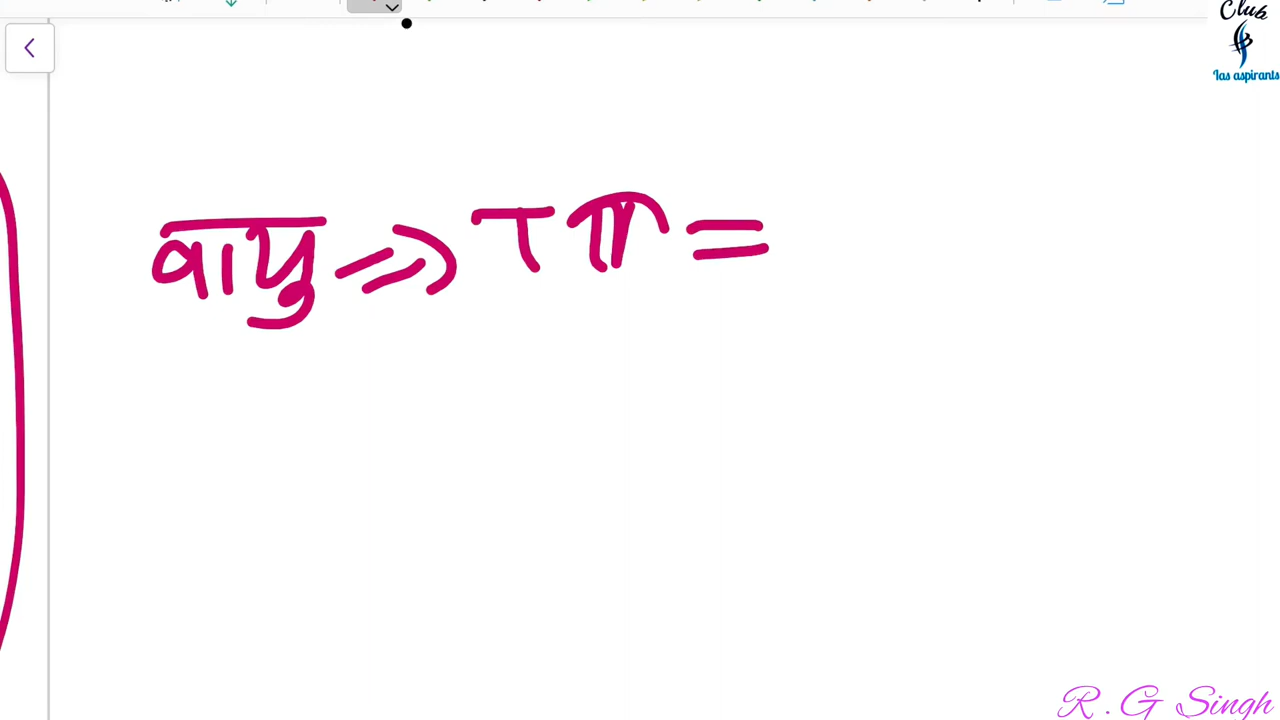 Club
Ias aspirants
वायु => T π =
R.G Singh